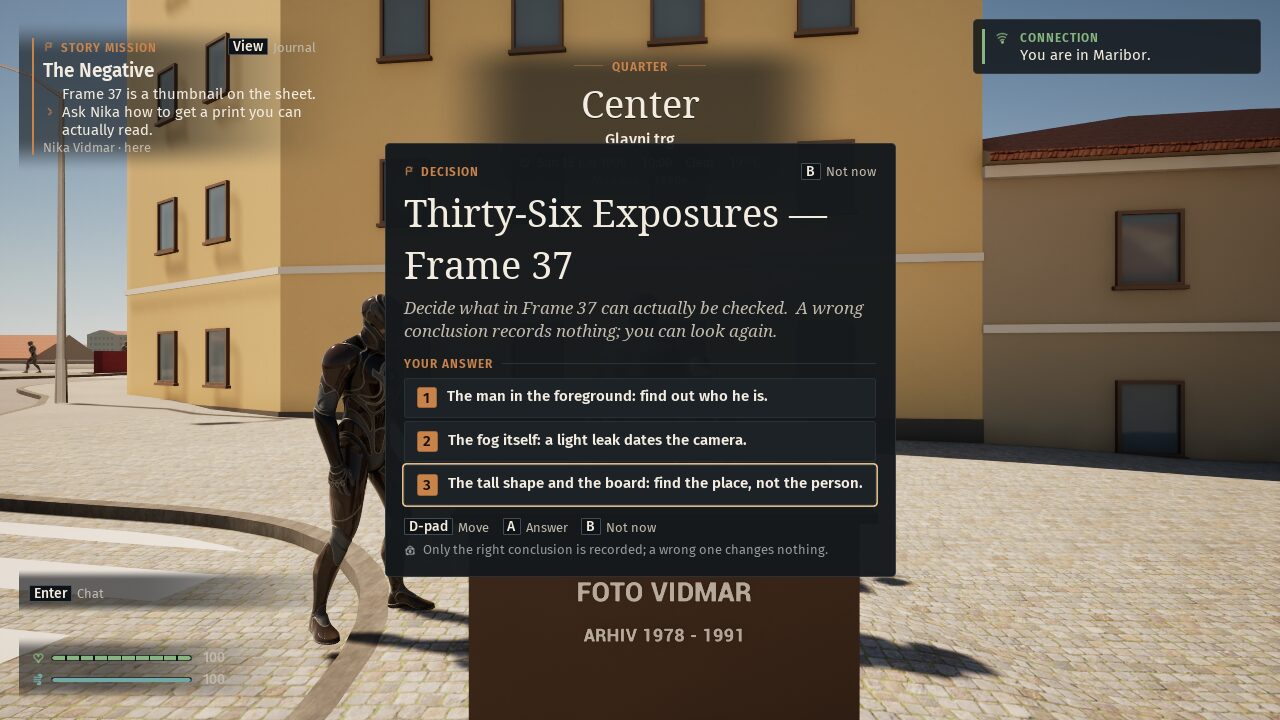 STORY MISSION
View Journal
The Negative
Frame 37 is a thumbnail on the sheet.
Ask Nika how to get a print you can
actually read.
Nika Vidmar · here
QUARTER
Center
Glavni trg
CONNECTION
You are in Maribor.
DECISION
B Not now
Thirty-Six Exposures —
Frame 37
Decide what in Frame 37 can actually be checked. A wrong
conclusion records nothing; you can look again.
YOUR ANSWER
1 The man in the foreground: find out who he is.
2 The fog itself: a light leak dates the camera.
3 The tall shape and the board: find the place, not the person.
D-pad Move A Answer B Not now
Only the right conclusion is recorded; a wrong one changes nothing.
FOTO VIDMAR
ARHIV 1978 - 1991
Enter Chat
100
100